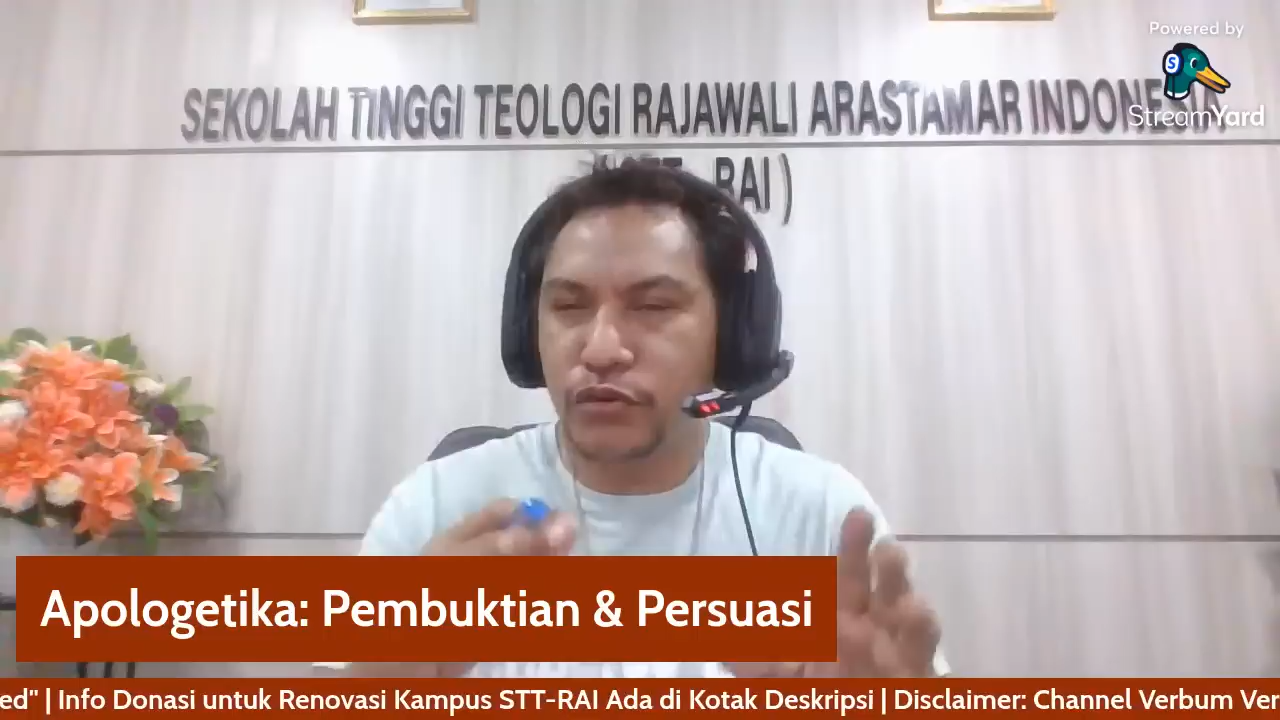 Powered by
StreamYard
SEKOLAH TINGGI TEOLOGI RAJAWALI ARASTAMAR INDONESIA
RAI )
Apologetika: Pembuktian & Persuasi
ed" | Info Donasi untuk Renovasi Kampus STT-RAI Ada di Kotak Deskripsi | Disclaimer: Channel Verbum Ver